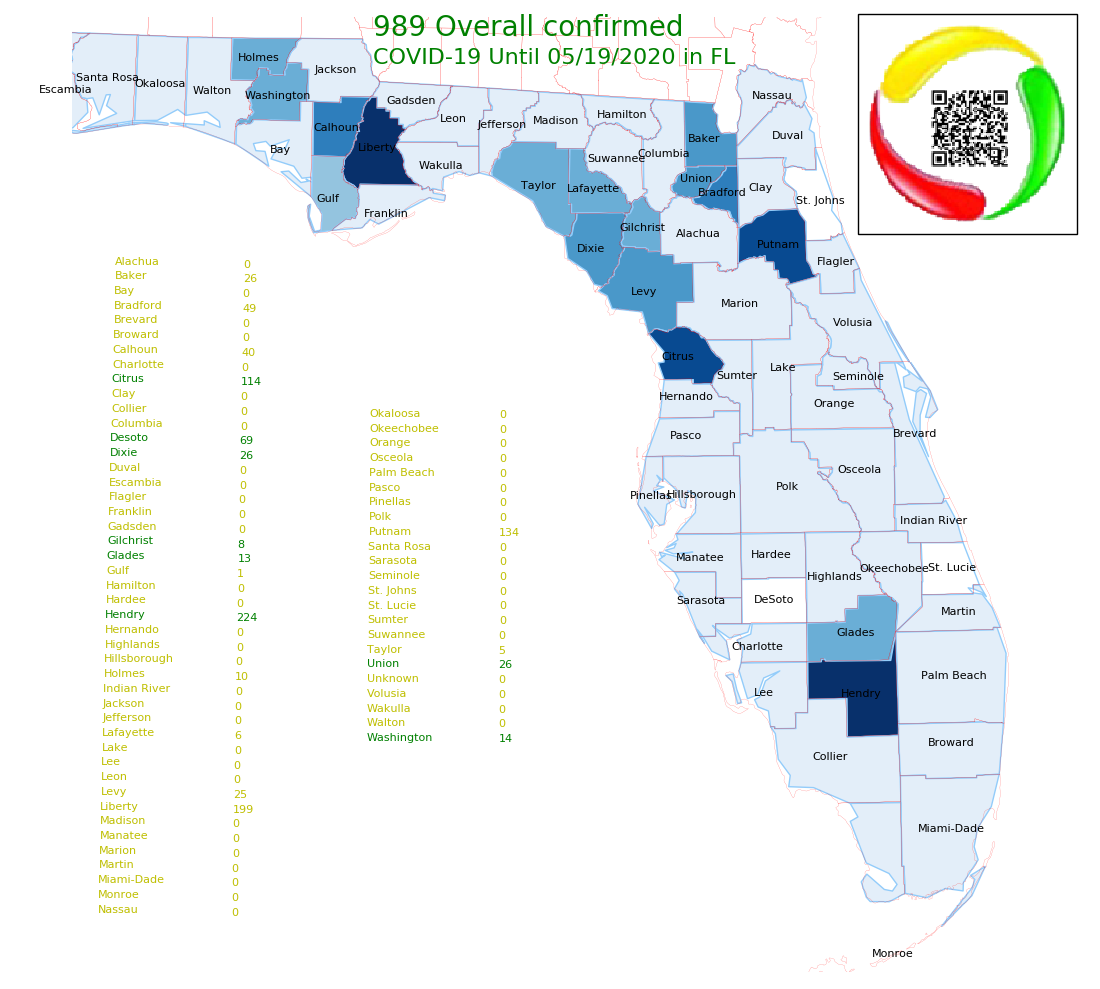 989 Overall confirmed
COVID-19 Until 05/19/2020 in FL
Holmes
Jackson
Santa Rosa
Okaloosa
Walton
Escambia
Washington
Nassau
Gadsden
Leon
Jefferson
Madison
Hamilton
Calhoun
Liberty
Baker
Duval
Bay
Wakulla
Suwannee
Columbia
Taylor
Lafayette
Union
Bradford
Clay
St. Johns
Gulf
Franklin
Gilchrist
Alachua
Putnam
Dixie
Flagler
Levy
Marion
Volusia
Citrus
Sumter
Lake
Seminole
Hernando
Orange
Pasco
Brevard
Osceola
Polk
Pinellas
Hillsborough
Indian River
Manatee
Hardee
Highlands
Okeechobee
St. Lucie
Sarasota
DeSoto
Martin
Charlotte
Glades
Palm Beach
Lee
Hendry
Collier
Broward
Miami-Dade
Monroe
Alachua 0
Baker 26
Bay 0
Bradford 49
Brevard 0
Broward 0
Calhoun 40
Charlotte 0
Citrus 114
Clay 0
Collier 0
Columbia 0
Desoto 69
Dixie 26
Duval 0
Escambia 0
Flagler 0
Franklin 0
Gadsden 0
Gilchrist 8
Glades 13
Gulf 1
Hamilton 0
Hardee 0
Hendry 224
Hernando 0
Highlands 0
Hillsborough 0
Holmes 10
Indian River 0
Jackson 0
Jefferson 0
Lafayette 6
Lake 0
Lee 0
Leon 0
Levy 25
Liberty 199
Madison 0
Manatee 0
Marion 0
Martin 0
Miami-Dade 0
Monroe 0
Nassau 0
Okaloosa 0
Okeechobee 0
Orange 0
Osceola 0
Palm Beach 0
Pasco 0
Pinellas 0
Polk 0
Putnam 134
Santa Rosa 0
Sarasota 0
Seminole 0
St. Johns 0
St. Lucie 0
Sumter 0
Suwannee 0
Taylor 5
Union 26
Unknown 0
Volusia 0
Wakulla 0
Walton 0
Washington 14